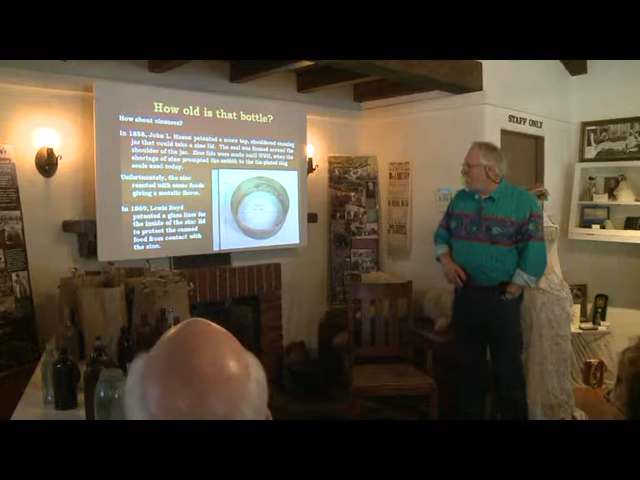 How old is that bottle?
How about closures?
In 1858, John L. Mason patented a screw top, shouldered canning
jar that could take a zinc lid. The seal was formed around the
shoulder of the jar. Zinc lids were made until WWII, when the
shortage of zinc prompted the switch to the tin-plated ring
seals used today.
Unfortunately, the zinc
reacted with some foods
giving a metallic flavor.
In 1869, Lewis Boyd
patented a glass liner for
the inside of the zinc lid
to protect the canned
food from contact with
the zinc.
STAFF ONLY